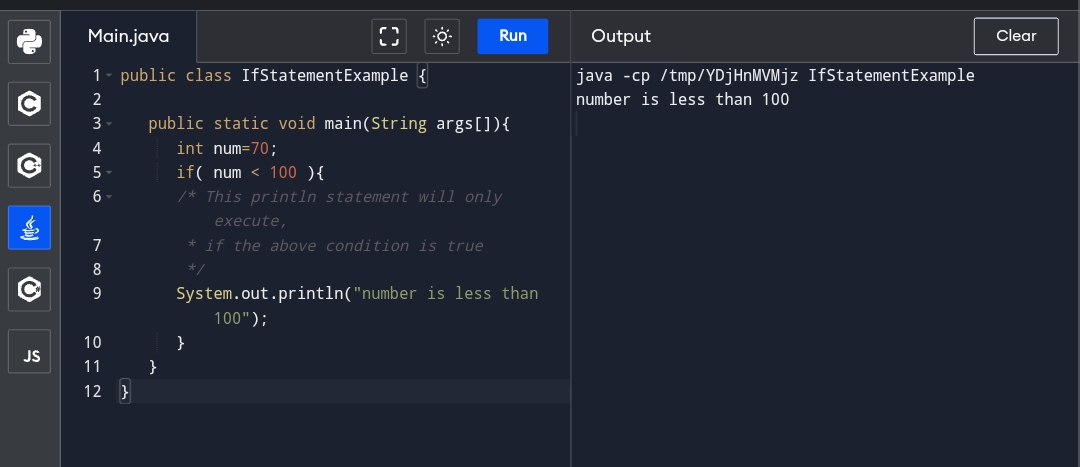 Main.java
Run
Output
Clear
1 public class IfStatementExample {
2
3 public static void main(String args[]){
4 int num=70;
5 if( num < 100 ){
6 /* This println statement will only
execute,
7 * if the above condition is true
8 */
9 System.out.println("number is less than
100");
10 }
11 }
12 }
java -cp /tmp/YDjHnMVMjz IfStatementExample
number is less than 100
C
C
C
JS